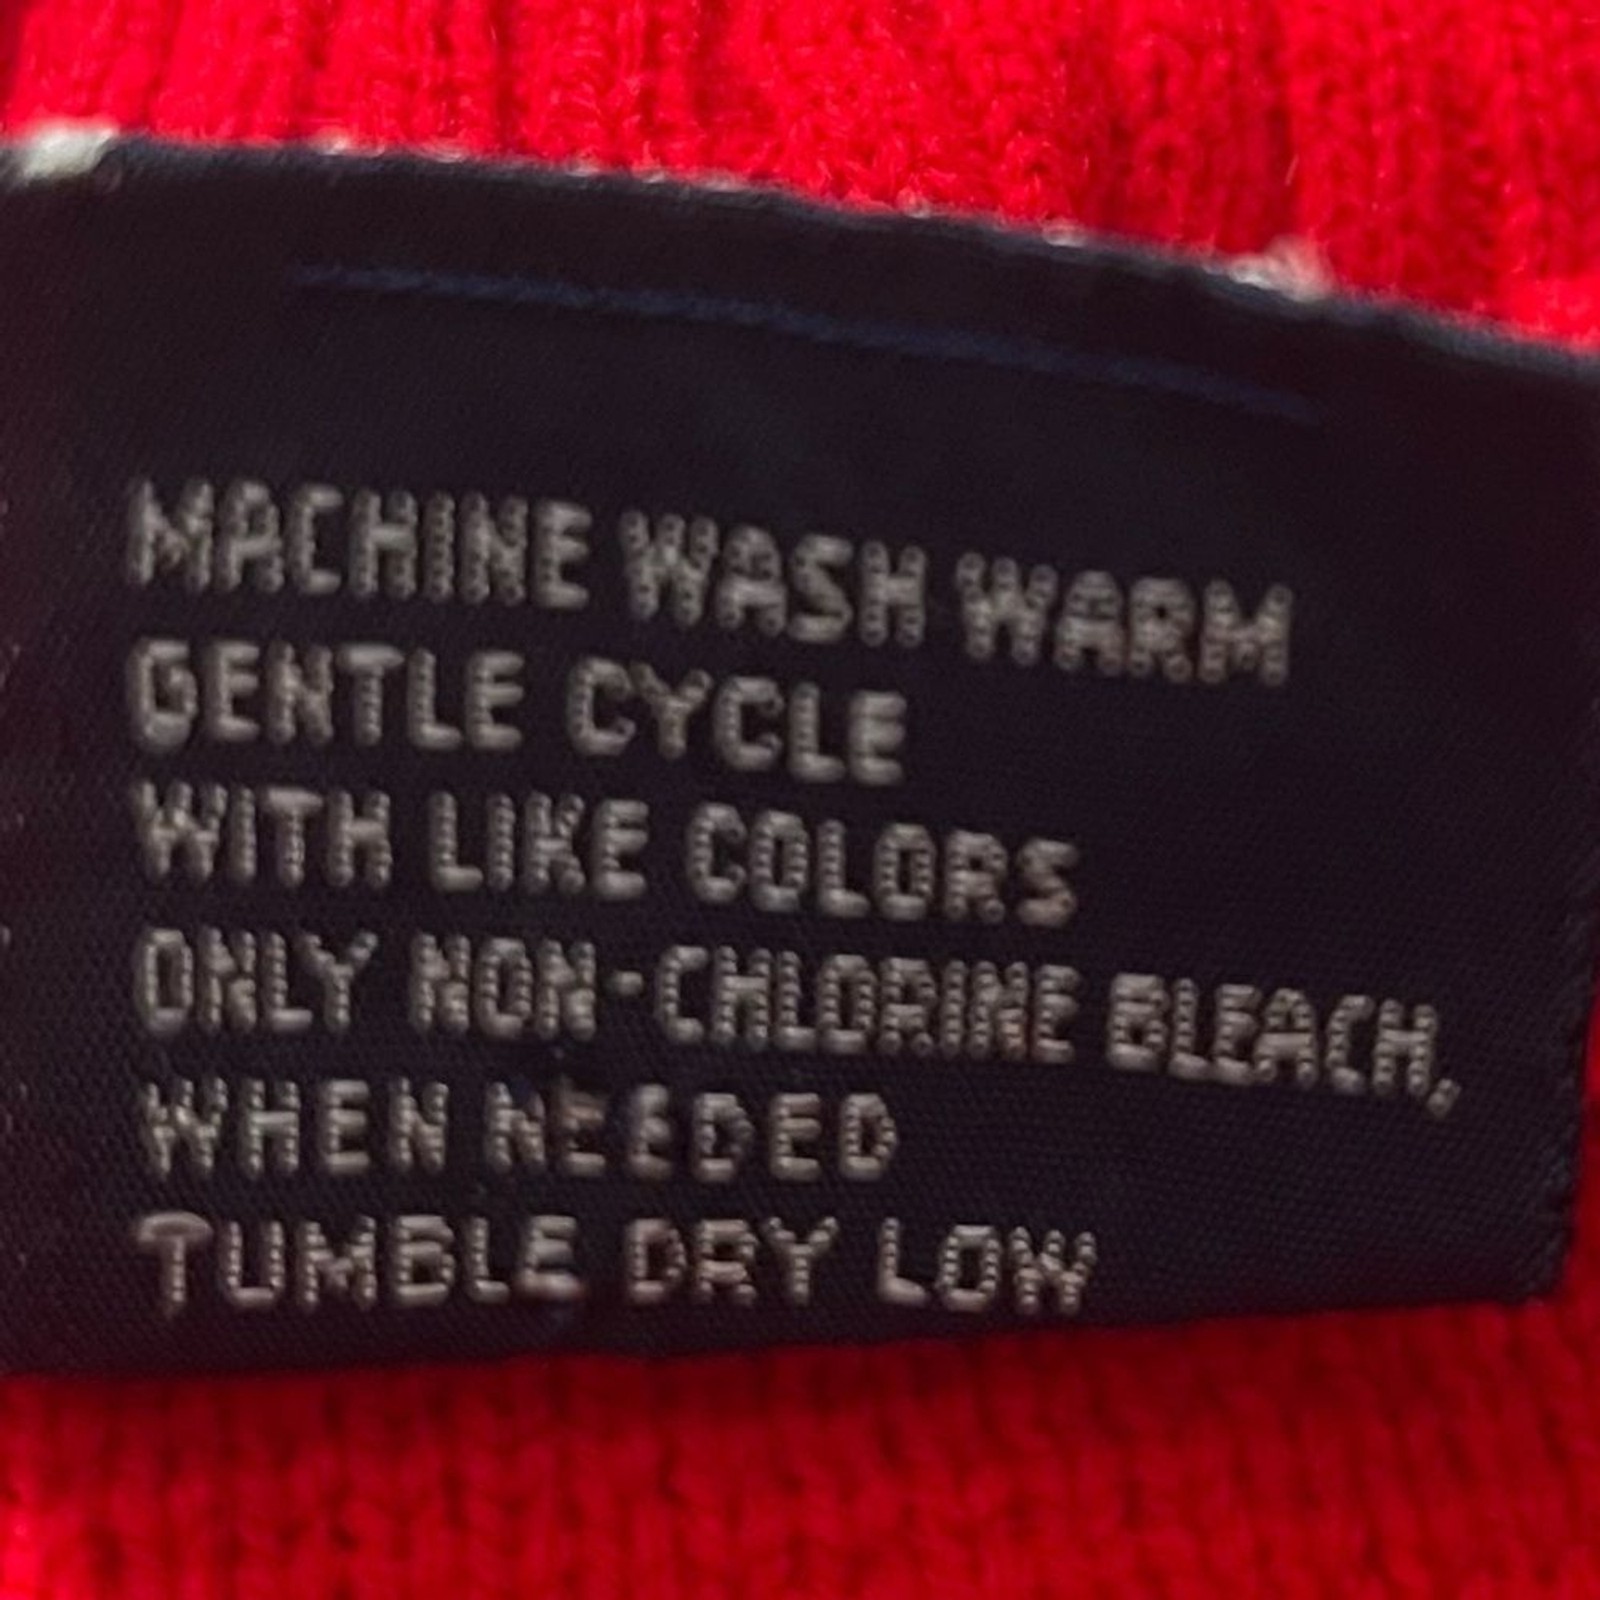 MACHINE WASH WARM
GENTLE CYCLE
WITH LIKE COLORS
ONLY NON-CHLORINE BLEACH,
WHEN NEEDED
TUMBLE DRY LOW